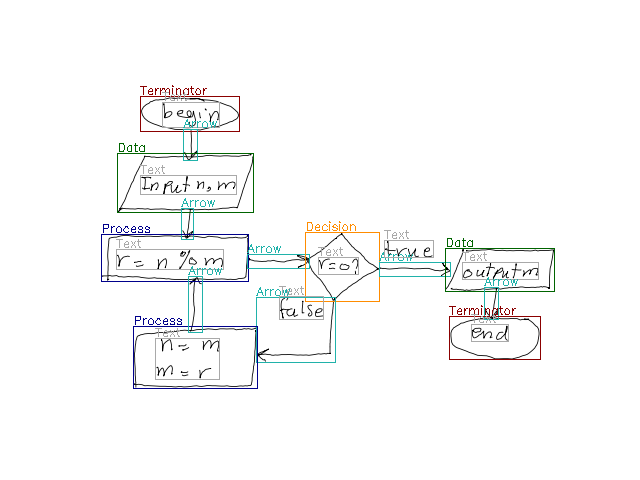 Terminator
Text
begin
Arrow
Data
Text
Input n, m
Arrow
Process
Text
r = n % m
Arrow
Arrow
Decision
Text
r=0?
Text
true
Arrow
Data
Text
output m
Arrow
Terminator
Text
end
Arrow
Text
false
Process
Text
n = m
m = r